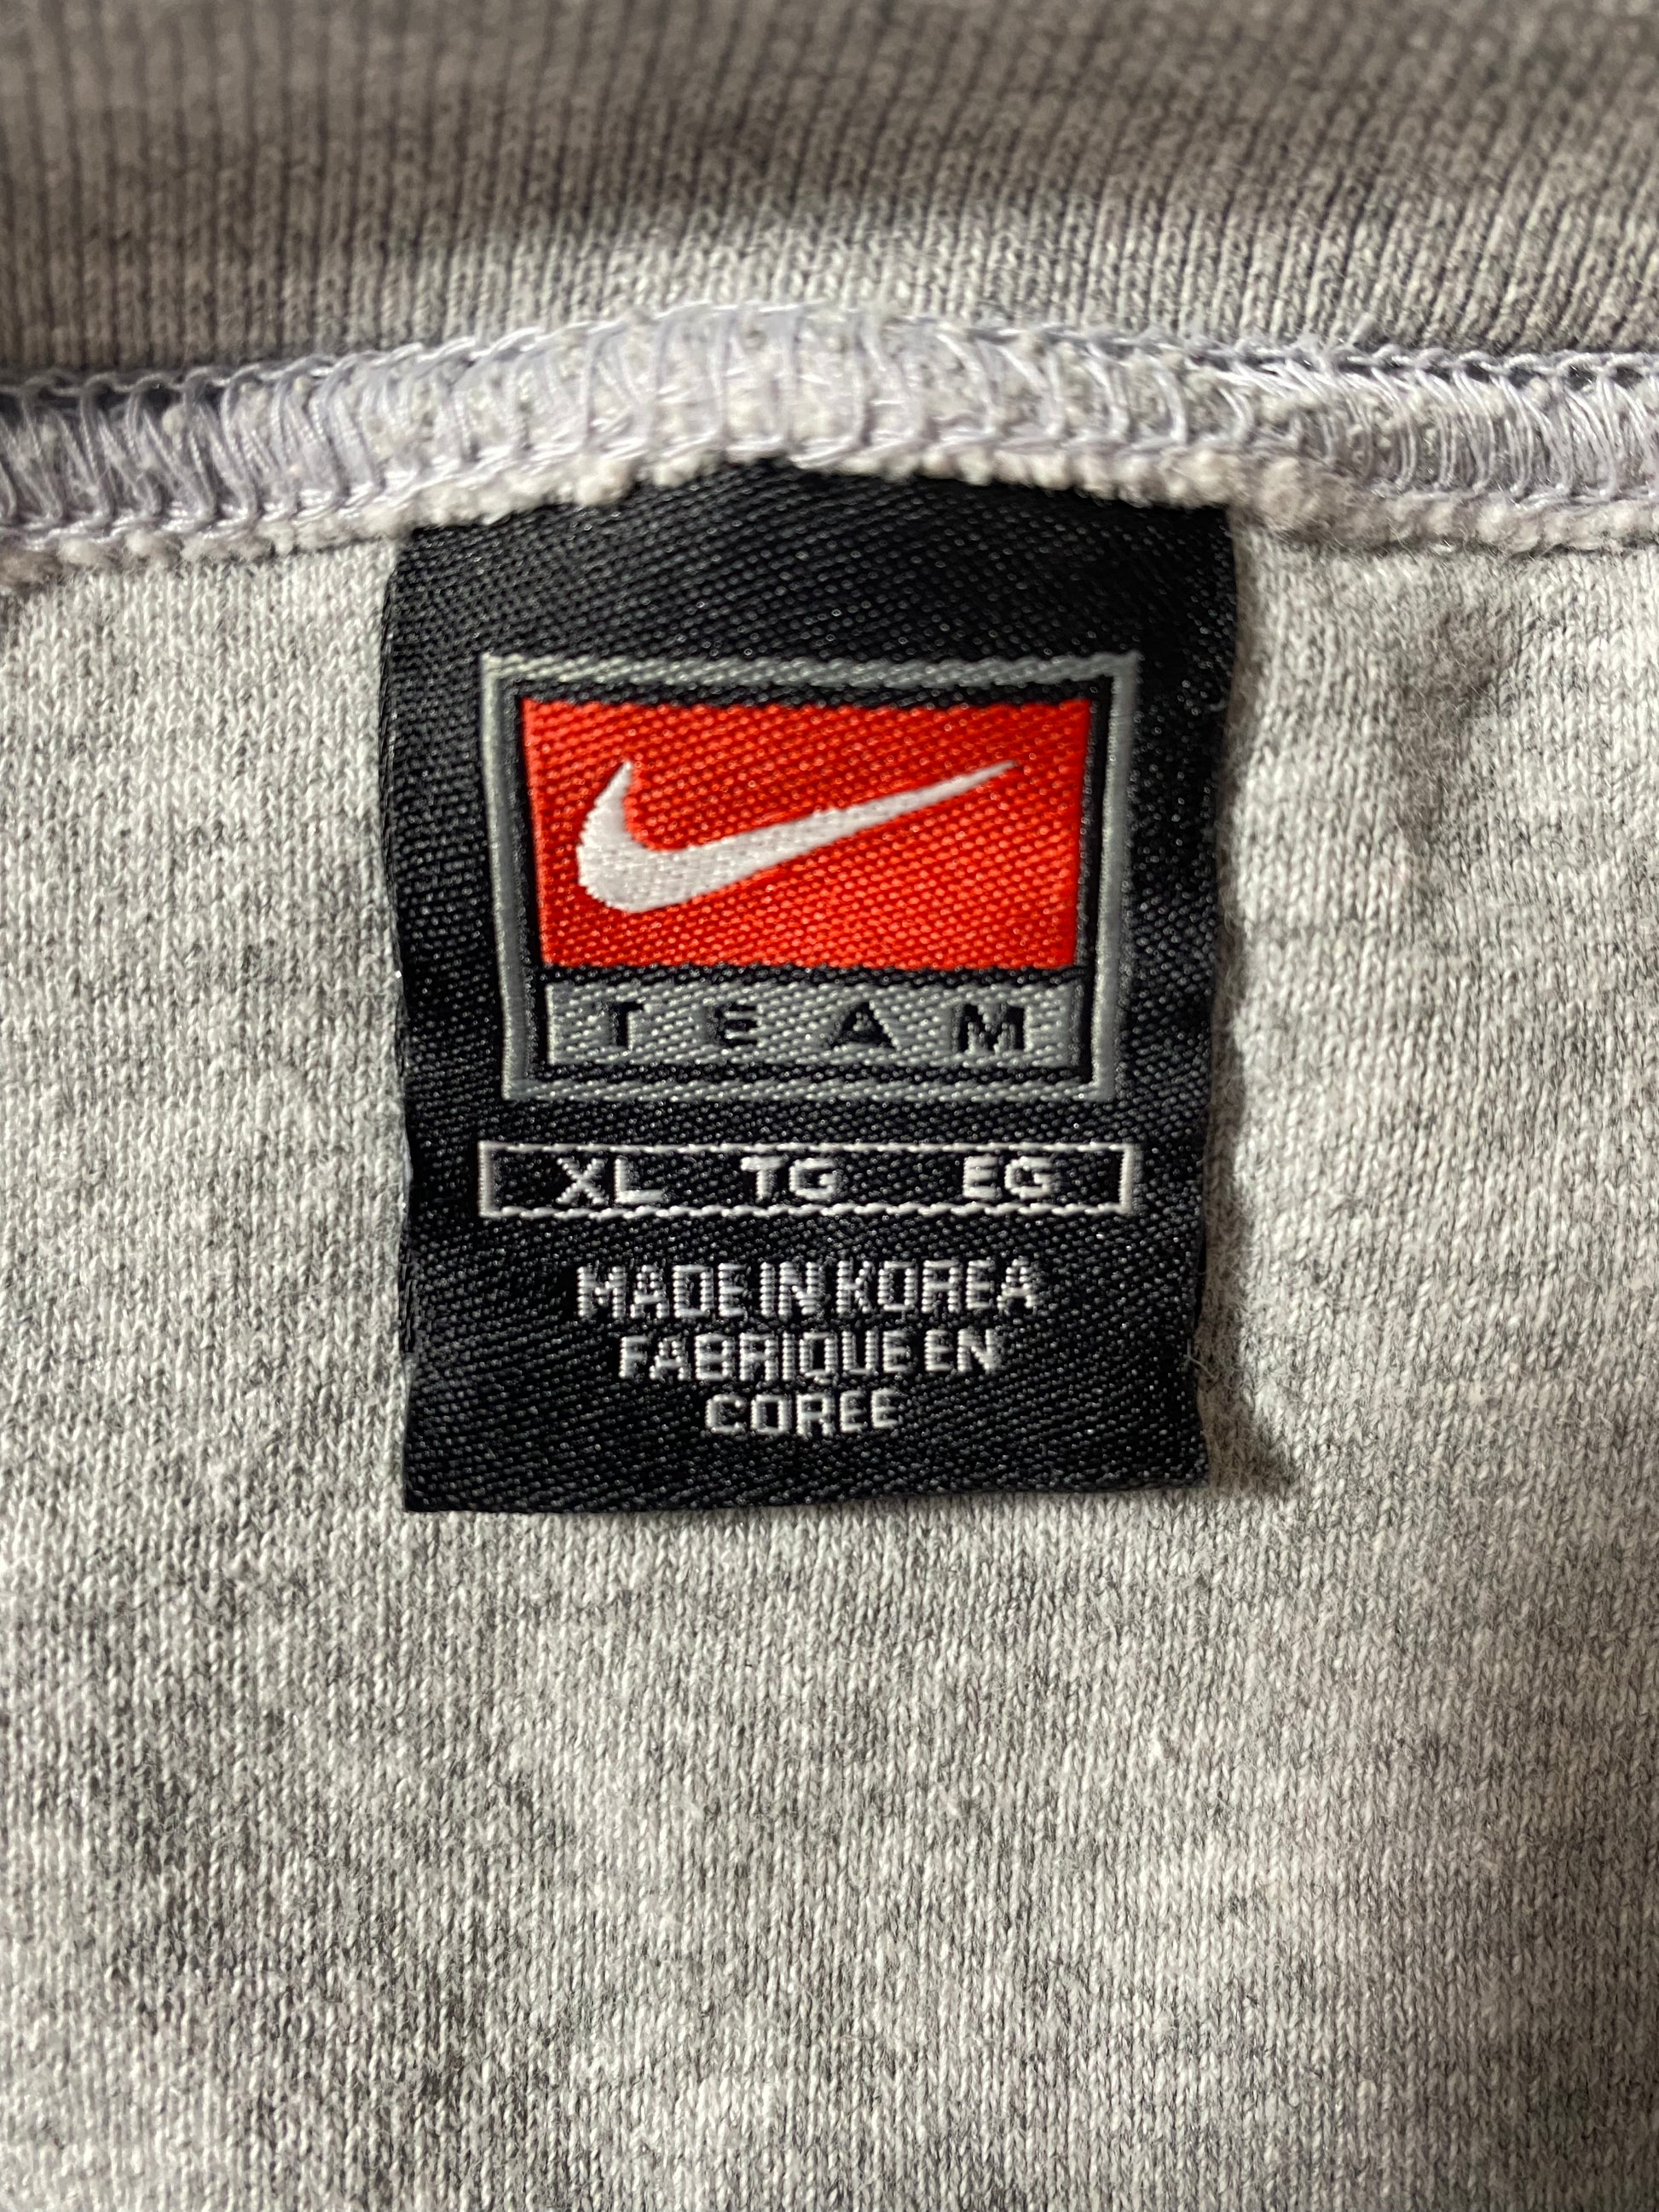 TEAM
XL TG EG
MADE IN KOREA
FABRIQUE EN
COREE